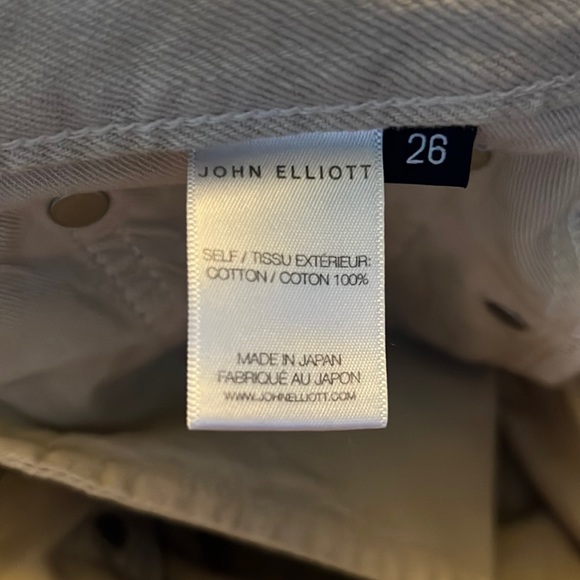 JOHN ELLIOTT
26
SELF / TISSU EXTÉRIEUR:
COTTON / COTON 100%
MADE IN JAPAN
FABRIQUÉ AU JAPON
WWW.JOHNELLIOTT.COM